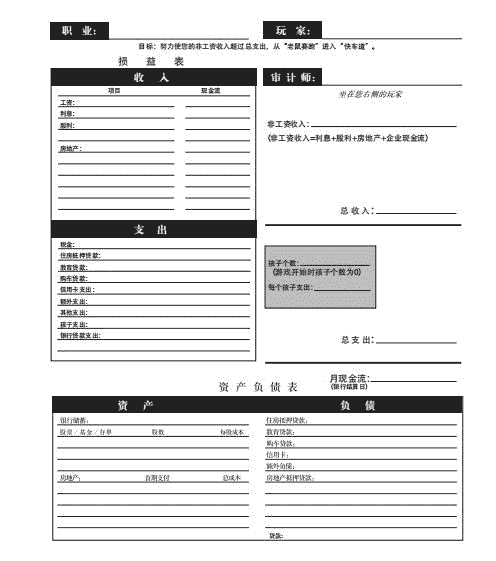 职 业： 玩 家：
目标：努力使您的非工资收入超过总支出，从“老鼠赛跑”进入“快车道”。
损 益 表
收 入
项目 现金流
工资：
利息：
股利：
房地产：
审计师：
坐在您右侧的玩家
非工资收入：
(非工资收入=利息+股利+房地产+企业现金流)
总收入：
支 出
税金：
住房抵押贷款：
教育贷款：
购车贷款：
信用卡支出：
额外支出：
其他支出：
孩子支出：
银行贷款支出：
孩子个数：
(游戏开始时孩子个数为0)
每个孩子支出：
总支出：
月现金流：
(银行结算日)
资产负债表
资 产
银行储蓄：
股票／基金／存单 股数 每股成本
房地产： 首期支付 总成本
负 债
住房抵押贷款：
教育贷款：
购车贷款：
信用卡：
额外负债：
房地产抵押贷款：
贷款：